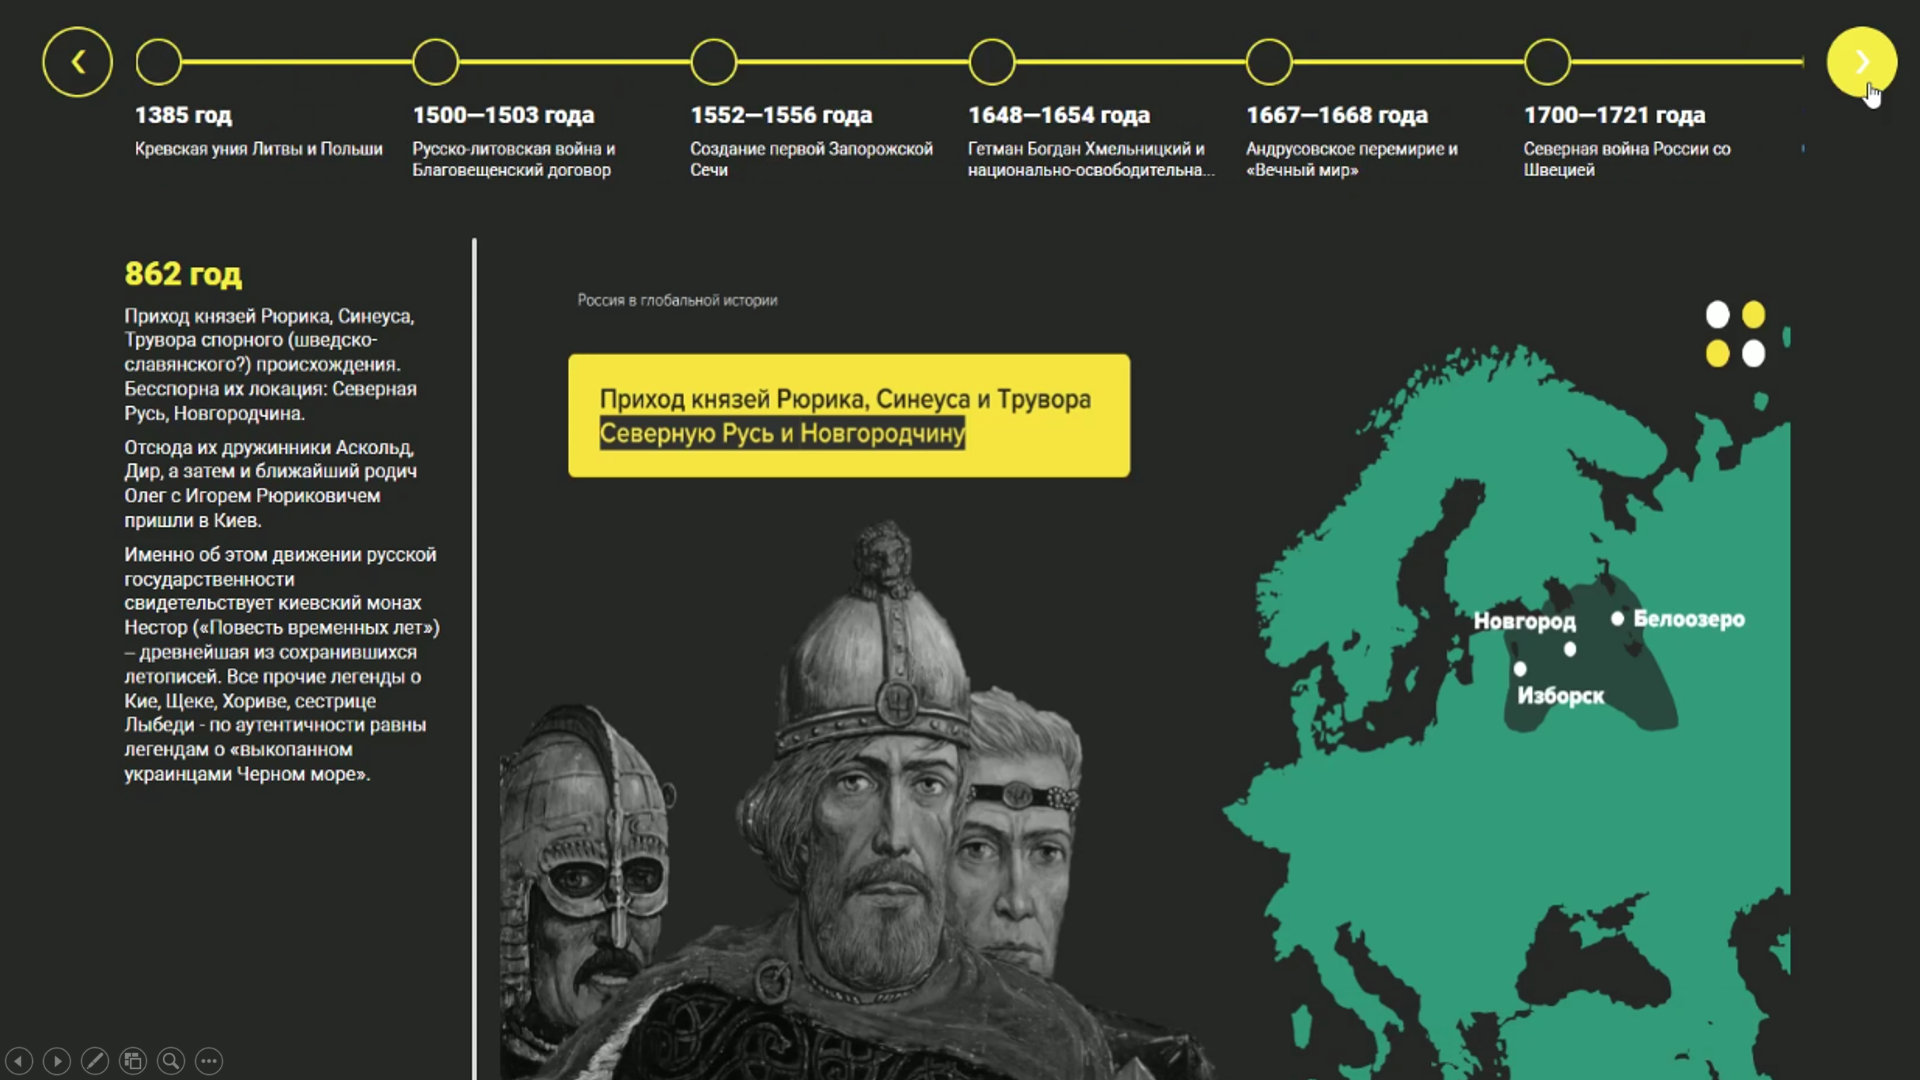 1385 год
Кревская уния Литвы и Польши
1500—1503 года
Русско-литовская война и
Благовещенский договор
1552—1556 года
Создание первой Запорожской
Сечи
1648—1654 года
Гетман Богдан Хмельницкий и
национально-освободительна...
1667—1668 года
Андрусовское перемирие и
«Вечный мир»
1700—1721 года
Северная война России со
Швецией
862 год
Приход князей Рюрика, Синеуса,
Трувора спорного (шведско-
славянского?) происхождения.
Бесспорна их локация: Северная
Русь, Новгородчина.
Отсюда их дружинники Аскольд,
Дир, а затем и ближайший родич
Олег с Игорем Рюриковичем
пришли в Киев.
Именно об этом движении русской
государственности
свидетельствует киевский монах
Нестор («Повесть временных лет»)
– древнейшая из сохранившихся
летописей. Все прочие легенды о
Кие, Щеке, Хориве, сестрице
Лыбеди - по аутентичности равны
легендам о «выкопанном
украинцами Черном море».
Россия в глобальной истории
Приход князей Рюрика, Синеуса и Трувора
Северную Русь и Новгородчину
Новгород
Белоозеро
Изборск